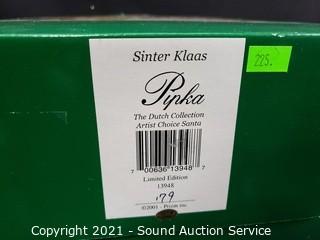 Sinter Klaas
225.
Pipka
The Dutch Collection
Artist Choice Santa
7 00636 13948 7
Limited Edition
13948
179
©2001 - Prizm Inc.
Copyright 2021 - Sound Auction Service